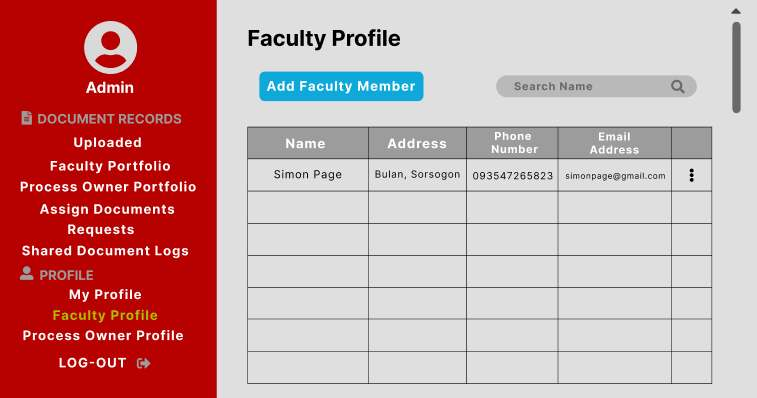 Admin
DOCUMENT RECORDS
Uploaded
Faculty Portfolio
Process Owner Portfolio
Assign Documents
Requests
Shared Document Logs
PROFILE
My Profile
Faculty Profile
Process Owner Profile
LOG-OUT
Faculty Profile
Add Faculty Member
Search Name
Name Address Phone Number Email Address
Simon Page Bulan, Sorsogon 093547265823 simonpage@gmail.com